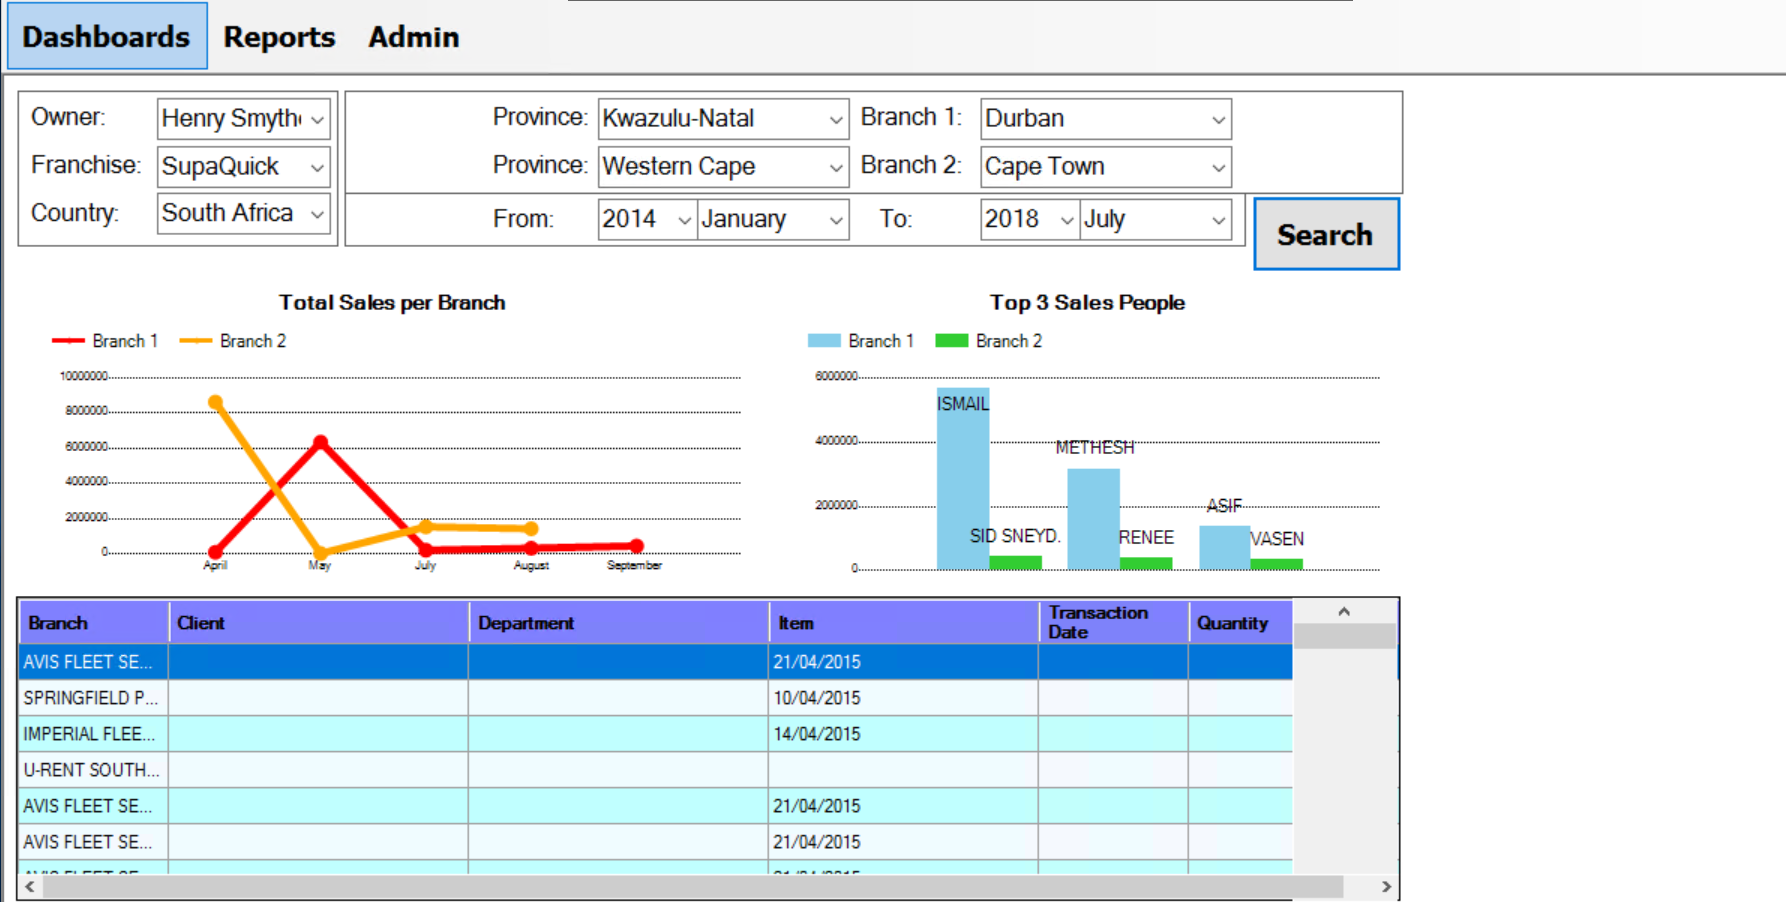 Dashboards Reports Admin
Owner: Henry Smyth Province: Kwazulu-Natal Branch 1: Durban
Franchise: SupaQuick Province: Western Cape Branch 2: Cape Town
Country: South Africa From: 2014 January To: 2018 July
Search
Total Sales per Branch
Branch 1 Branch 2
10000000
8000000
6000000
4000000
2000000
0
April May July August September
Top 3 Sales People
Branch 1 Branch 2
6000000
4000000
2000000
0
ISMAIL
METHESH
ASIF
SID SNEYD. RENEE VASEN
Branch Client Department Item Transaction Date Quantity
AVIS FLEET SE... 21/04/2015
SPRINGFIELD P... 10/04/2015
IMPERIAL FLEE... 14/04/2015
U-RENT SOUTH...
AVIS FLEET SE... 21/04/2015
AVIS FLEET SE... 21/04/2015